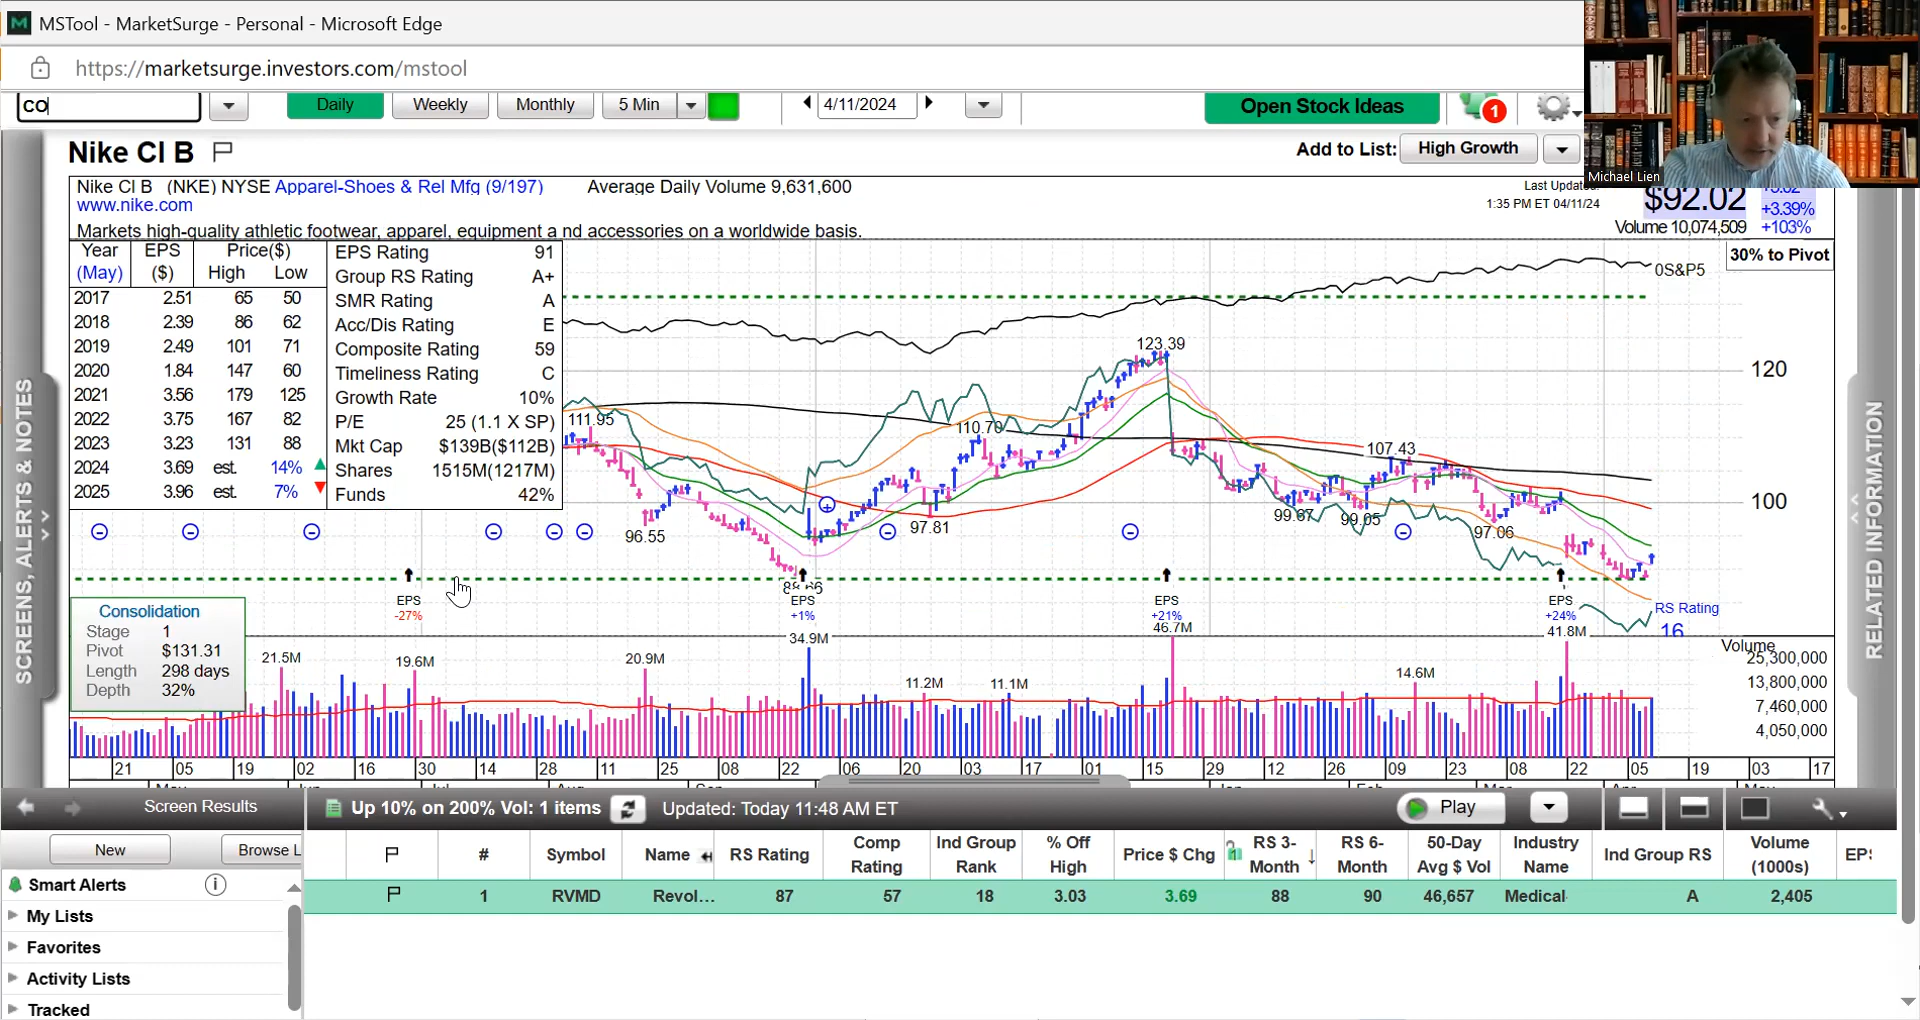 MSTool - MarketSurge - Personal - Microsoft Edge
https://marketsurge.investors.com/mstool
CO
Daily
Weekly
Monthly
5 Min
4/11/2024
Open Stock Ideas
1
Michael Lien
Nike Cl B
Add to List:
High Growth
Nike Cl B (NKE) NYSE Apparel-Shoes & Rel Mfg (9/197) Average Daily Volume 9,631,600
www.nike.com
Markets high-quality athletic footwear, apparel, equipment a nd accessories on a worldwide basis.
Last Updated:
1:35 PM ET 04/11/24
$92.02
+3.39%
Volume 10,074,509 +103%
30% to Pivot
Year EPS Price($)
(May) ($) High Low
2017 2.51 65 50
2018 2.39 86 62
2019 2.49 101 71
2020 1.84 147 60
2021 3.56 179 125
2022 3.75 167 82
2023 3.23 131 88
2024 3.69 est. 14%
2025 3.96 est. 7%
EPS Rating 91
Group RS Rating A+
SMR Rating A
Acc/Dis Rating E
Composite Rating 59
Timeliness Rating C
Growth Rate 10%
P/E 25 (1.1 X SP)
Mkt Cap $139B($112B)
Shares 1515M(1217M)
Funds 42%
0S&P5
120
100
123.39
111.95
110.70
107.43
96.55
97.81
99.67
99.05
97.06
EPS
-27%
EPS
+1%
EPS
+21%
EPS
+24%
RS Rating
16
Consolidation
Stage 1
Pivot $131.31
Length 298 days
Depth 32%
21.5M
19.6M
20.9M
34.9M
11.2M
11.1M
46.7M
14.6M
41.8M
Volume
25,300,000
13,800,000
7,460,000
4,050,000
21 05 19 02 16 30 14 28 11 25 08 22 06 20 03 17 01 15 29 12 26 09 23 08 22 05 19 03 17
SCREENS, ALERTS & NOTES
RELATED INFORMATION
Screen Results
Up 10% on 200% Vol: 1 items
Updated: Today 11:48 AM ET
Play
New
Browse L
Smart Alerts
My Lists
Favorites
Activity Lists
Tracked
# Symbol Name RS Rating Comp Rating Ind Group Rank % Off High Price $ Chg 1 RS 3-Month RS 6-Month 50-Day Avg $ Vol Industry Name Ind Group RS Volume (1000s)
1 RVMD Revol... 87 57 18 3.03 3.69 88 90 46,657 Medical A 2,405